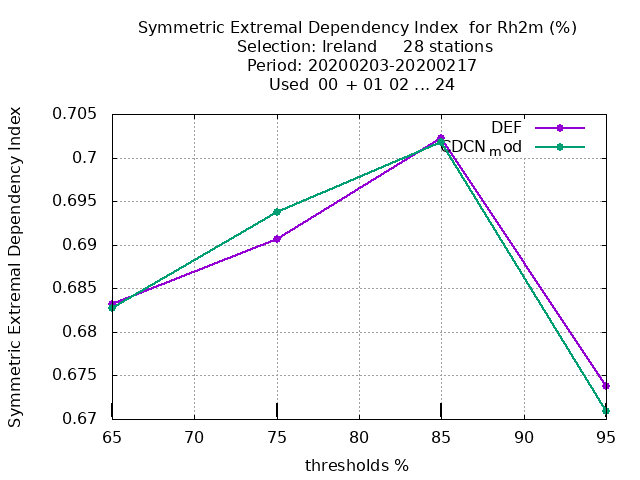 Symmetric Extremal Dependency Index  for Rh2m (%)
Selection: Ireland     28 stations
Period: 20200203-20200217
Used  00 + 01 02 ... 24
Symmetric Extremal Dependency Index
0.705
0.7
0.695
0.69
0.685
0.68
0.675
0.67
DEF
CDCNmod
65 70 75 80 85 90 95
thresholds %